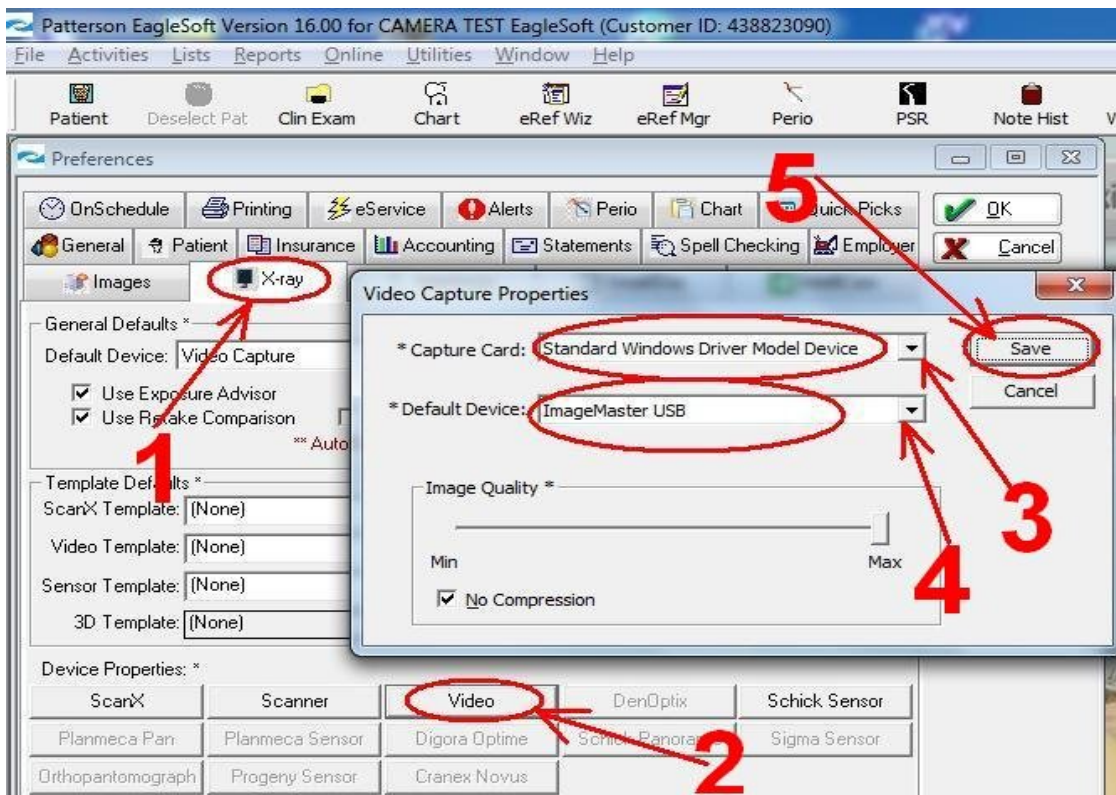 Patterson EagleSoft Version 16.00 for CAMERA TEST EagleSoft (Customer ID: 438823090)
File Activities Lists Reports Online Utilities Window Help
Patient Deselect Pat Clin Exam Chart eRef Wiz eRef Mgr Perio PSR Note Hist
Preferences
5
OnSchedule Printing eService Alerts Perio Chart Quick Picks OK
General Patient Insurance Accounting Statements Spell Checking Employer Cancel
Images X-ray
Video Capture Properties
General Defaults *
Default Device: Video Capture
* Capture Card: Standard Windows Driver Model Device Save
Use Exposure Advisor
* Default Device: ImageMaster USB Cancel
Use Retake Comparison
** Auto
1
Template Defaults *
ScanX Template: (None)
Image Quality *
3
Video Template: (None)
Min Max
4
Sensor Template: (None)
No Compression
3D Template: (None)
Device Properties: *
ScanX Scanner Video DenOptix Schick Sensor
2
Planmeca Pan Planmeca Sensor Digora Optime Schick Panoram Sigma Sensor
Orthopantomograph Progeny Sensor Cranex Novus